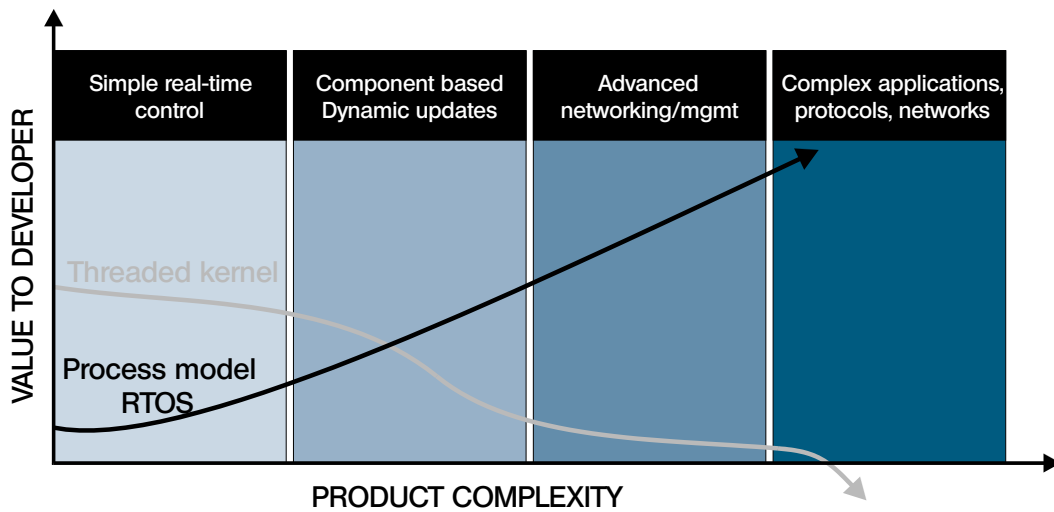 VALUE TO DEVELOPER
Simple real-time
control
Component based
Dynamic updates
Advanced
networking/mgmt
Complex applications,
protocols, networks
Threaded kernel
Process model
RTOS
PRODUCT COMPLEXITY